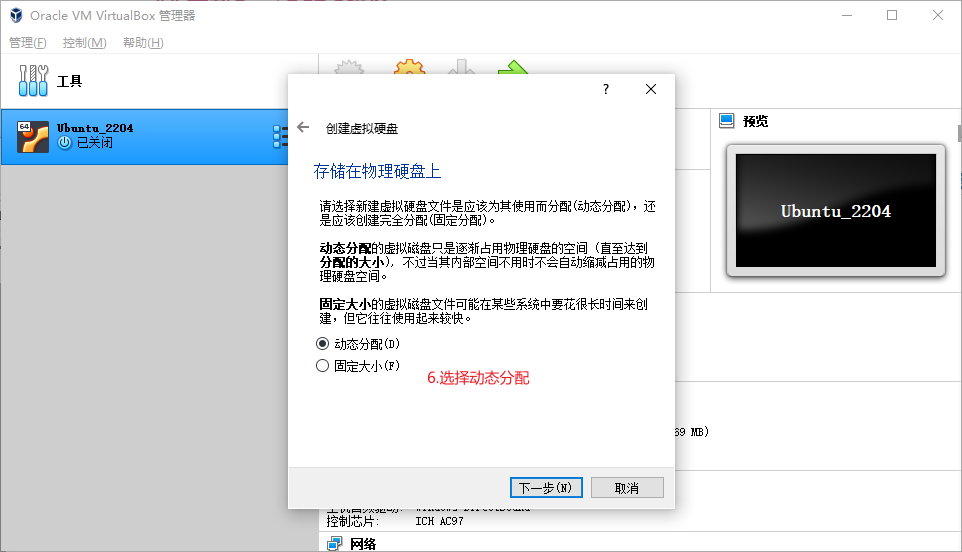 Oracle VM VirtualBox 管理器
管理(F) 控制(M) 帮助(H)
工具
64
Ubuntu_2204
已关闭
预览
Ubuntu_2204
?
创建虚拟硬盘
存储在物理硬盘上
请选择新建虚拟硬盘文件是应该为其使用而分配(动态分配)，还
是应该创建完全分配(固定分配)。
动态分配的虚拟磁盘只是逐渐占用物理硬盘的空间（直至达到
分配的大小），不过当其内部空间不用时不会自动缩减占用的物
理硬盘空间。
固定大小的虚拟磁盘文件可能在某些系统中要花很长时间来创
建，但它往往使用起来较快。
动态分配(D)
固定大小(F)
6.选择动态分配
69 MB)
下一步(N) 取消
控制芯片: ICH AC97
网络